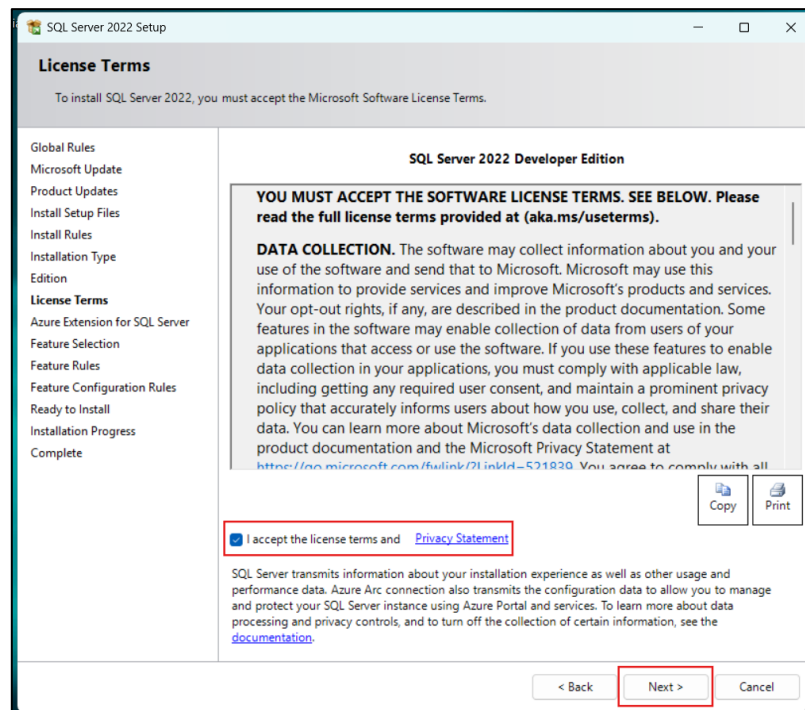 SQL Server 2022 Setup
License Terms
To install SQL Server 2022, you must accept the Microsoft Software License Terms.
Global Rules
Microsoft Update
Product Updates
Install Setup Files
Install Rules
Installation Type
Edition
License Terms
Azure Extension for SQL Server
Feature Selection
Feature Rules
Feature Configuration Rules
Ready to Install
Installation Progress
Complete
SQL Server 2022 Developer Edition
YOU MUST ACCEPT THE SOFTWARE LICENSE TERMS. SEE BELOW. Please
read the full license terms provided at (aka.ms/useterms).
DATA COLLECTION. The software may collect information about you and your
use of the software and send that to Microsoft. Microsoft may use this
information to provide services and improve Microsoft's products and services.
Your opt-out rights, if any, are described in the product documentation. Some
features in the software may enable collection of data from users of your
applications that access or use the software. If you use these features to enable
data collection in your applications, you must comply with applicable law,
including getting any required user consent, and maintain a prominent privacy
policy that accurately informs users about how you use, collect, and share their
data. You can learn more about Microsoft's data collection and use in the
product documentation and the Microsoft Privacy Statement at
https://go.microsoft.com/fwlink/?LinkId=521839. You agree to comply with all
Copy
Print
I accept the license terms and Privacy Statement
SQL Server transmits information about your installation experience as well as other usage and
performance data. Azure Arc connection also transmits the configuration data to allow you to manage
and protect your SQL Server instance using Azure Portal and services. To learn more about data
processing and privacy controls, and to turn off the collection of certain information, see the
documentation.
< Back
Next >
Cancel